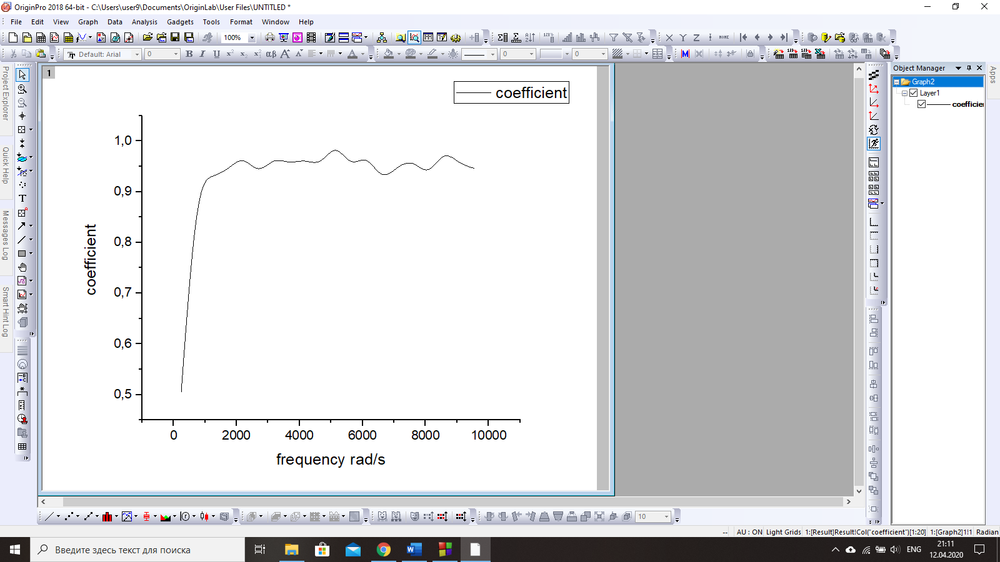 OriginPro 2018 64-bit - C:\Users\user9\Documents\OriginLab\User Files\UNTITLED *
File Edit View Graph Data Analysis Gadgets Tools Format Window Help
100%
Default: Arial 0
0 0
Project Explorer
Quick Help
Messages Log
Smart Hint Log
1
coefficient
1,0
0,9
0,8
0,7
0,6
0,5
coefficient
0 2000 4000 6000 8000 10000
frequency rad/s
Object Manager
Graph2
Layer1
coefficie
Apps
10
-- AU : ON Light Grids 1:[Result]Result!Col("coefficient")[1:20] 1:[Graph2]1!1 Radian
Введите здесь текст для поиска
ENG
21:11
12.04.2020